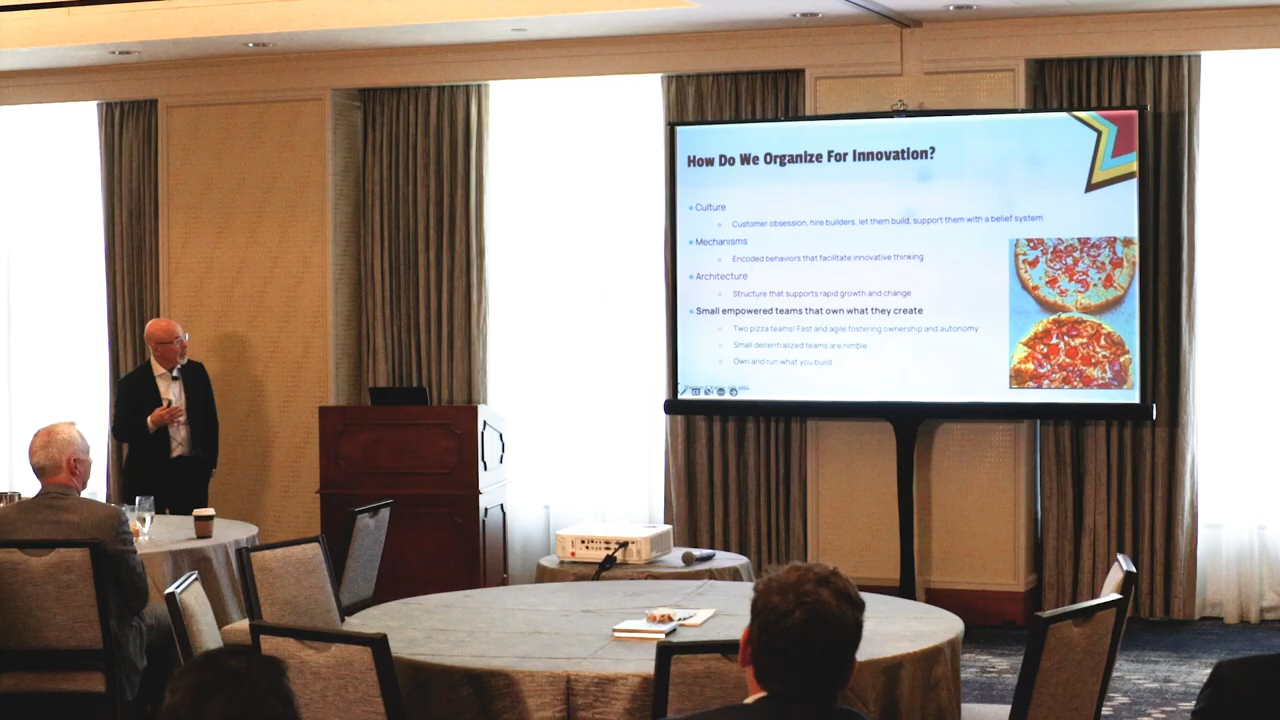 How Do We Organize For Innovation?
Culture
Customer obsession, hire builders, let them build, support them with a belief system
Mechanisms
Encoded behaviors that facilitate innovative thinking
Architecture
Structure that supports rapid growth and change
Small empowered teams that own what they create
Two pizza teams! Fast and agile fostering ownership and autonomy
Small decentralized teams are nimble
Own and run what you build